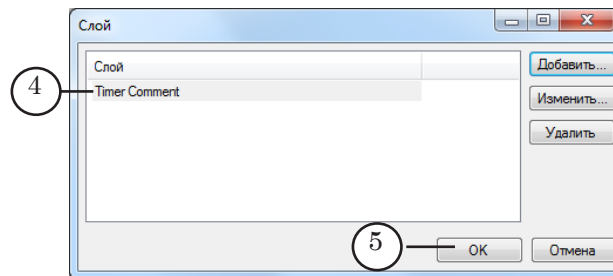 Слой
Слой
Добавить...
4
Timer Comment
Изменить...
Удалить
5
OK
Отмена